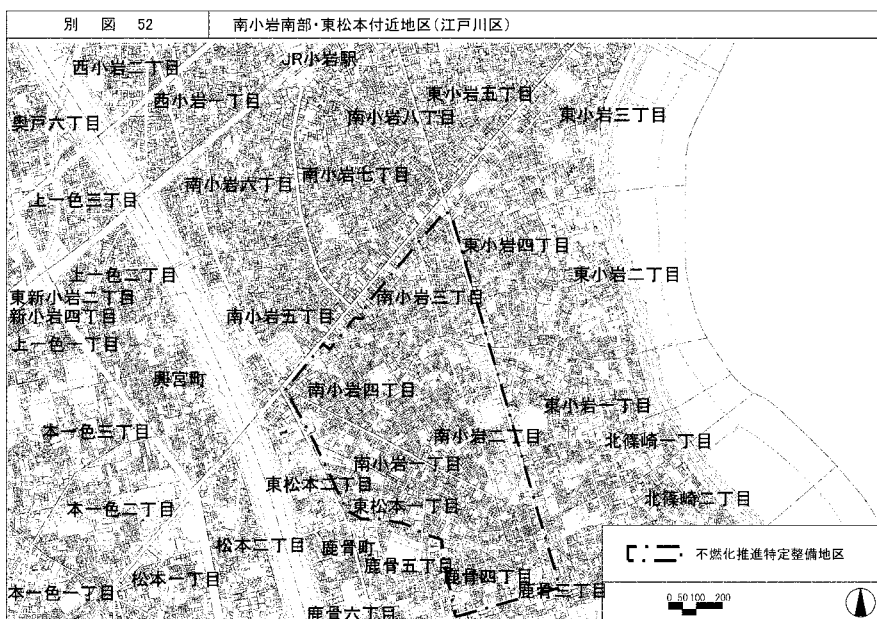 別 図 52
南小岩南部・東松本付近地区(江戸川区)
JR小岩駅
西小岩二丁目
西小岩一丁目
東小岩五丁目
南小岩八丁目
東小岩三丁目
奥戸六丁目
南小岩七丁目
南小岩六丁目
上一色三丁目
東小岩四丁目
上一色二丁目
東小岩二丁目
東新小岩二丁目
南小岩三丁目
新小岩四丁目
南小岩五丁目
上一色一丁目
興宮町
南小岩四丁目
東小岩一丁目
本一色三丁目
南小岩二丁目
北篠崎一丁目
南小岩一丁目
東松本二丁目
北篠崎二丁目
本一色二丁目
東松本一丁目
松本二丁目
鹿骨町
不燃化推進特定整備地区
鹿骨五丁目
松本一丁目
鹿骨四丁目
本一色一丁目
鹿骨三丁目
鹿骨六丁目
0 50 100 200